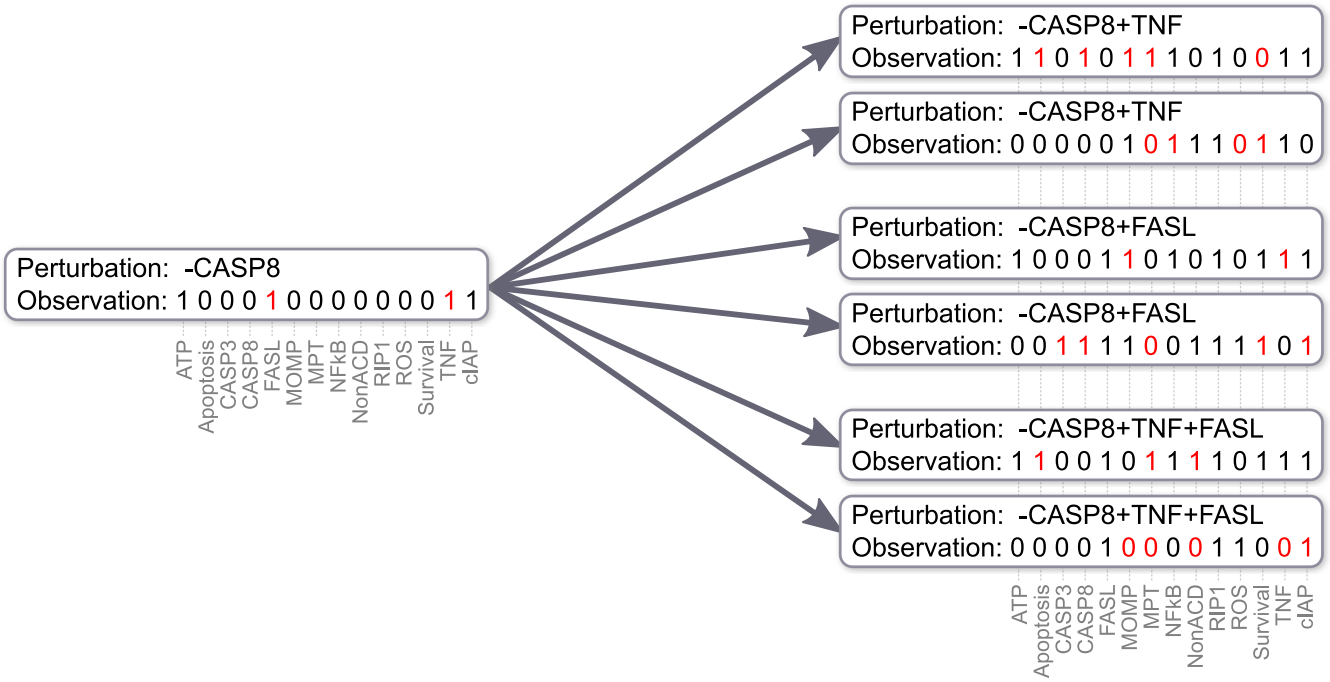 Perturbation: -CASP8+TNF
Observation: 1 1 0 1 0 1 1 1 0 1 0 0 1 1
Perturbation: -CASP8+TNF
Observation: 0 0 0 0 0 1 0 1 1 1 0 1 1 0
Perturbation: -CASP8+FASL
Observation: 1 0 0 0 1 1 0 1 0 1 0 1 1 1
Perturbation: -CASP8
Observation: 1 0 0 0 1 0 0 0 0 0 0 0 1 1
ATP
Apoptosis
CASP3
CASP8
FASL
MOMP
MPT
NFkB
NonACD
RIP1
ROS
Survival
TNF
cIAP
Perturbation: -CASP8+FASL
Observation: 0 0 1 1 1 1 0 0 1 1 1 1 0 1
Perturbation: -CASP8+TNF+FASL
Observation: 1 1 0 0 1 0 1 1 1 1 0 1 1 1
Perturbation: -CASP8+TNF+FASL
Observation: 0 0 0 0 1 0 0 0 0 1 1 0 0 1
ATP
Apoptosis
CASP3
CASP8
FASL
MOMP
MPT
NFkB
NonACD
RIP1
ROS
Survival
TNF
cIAP